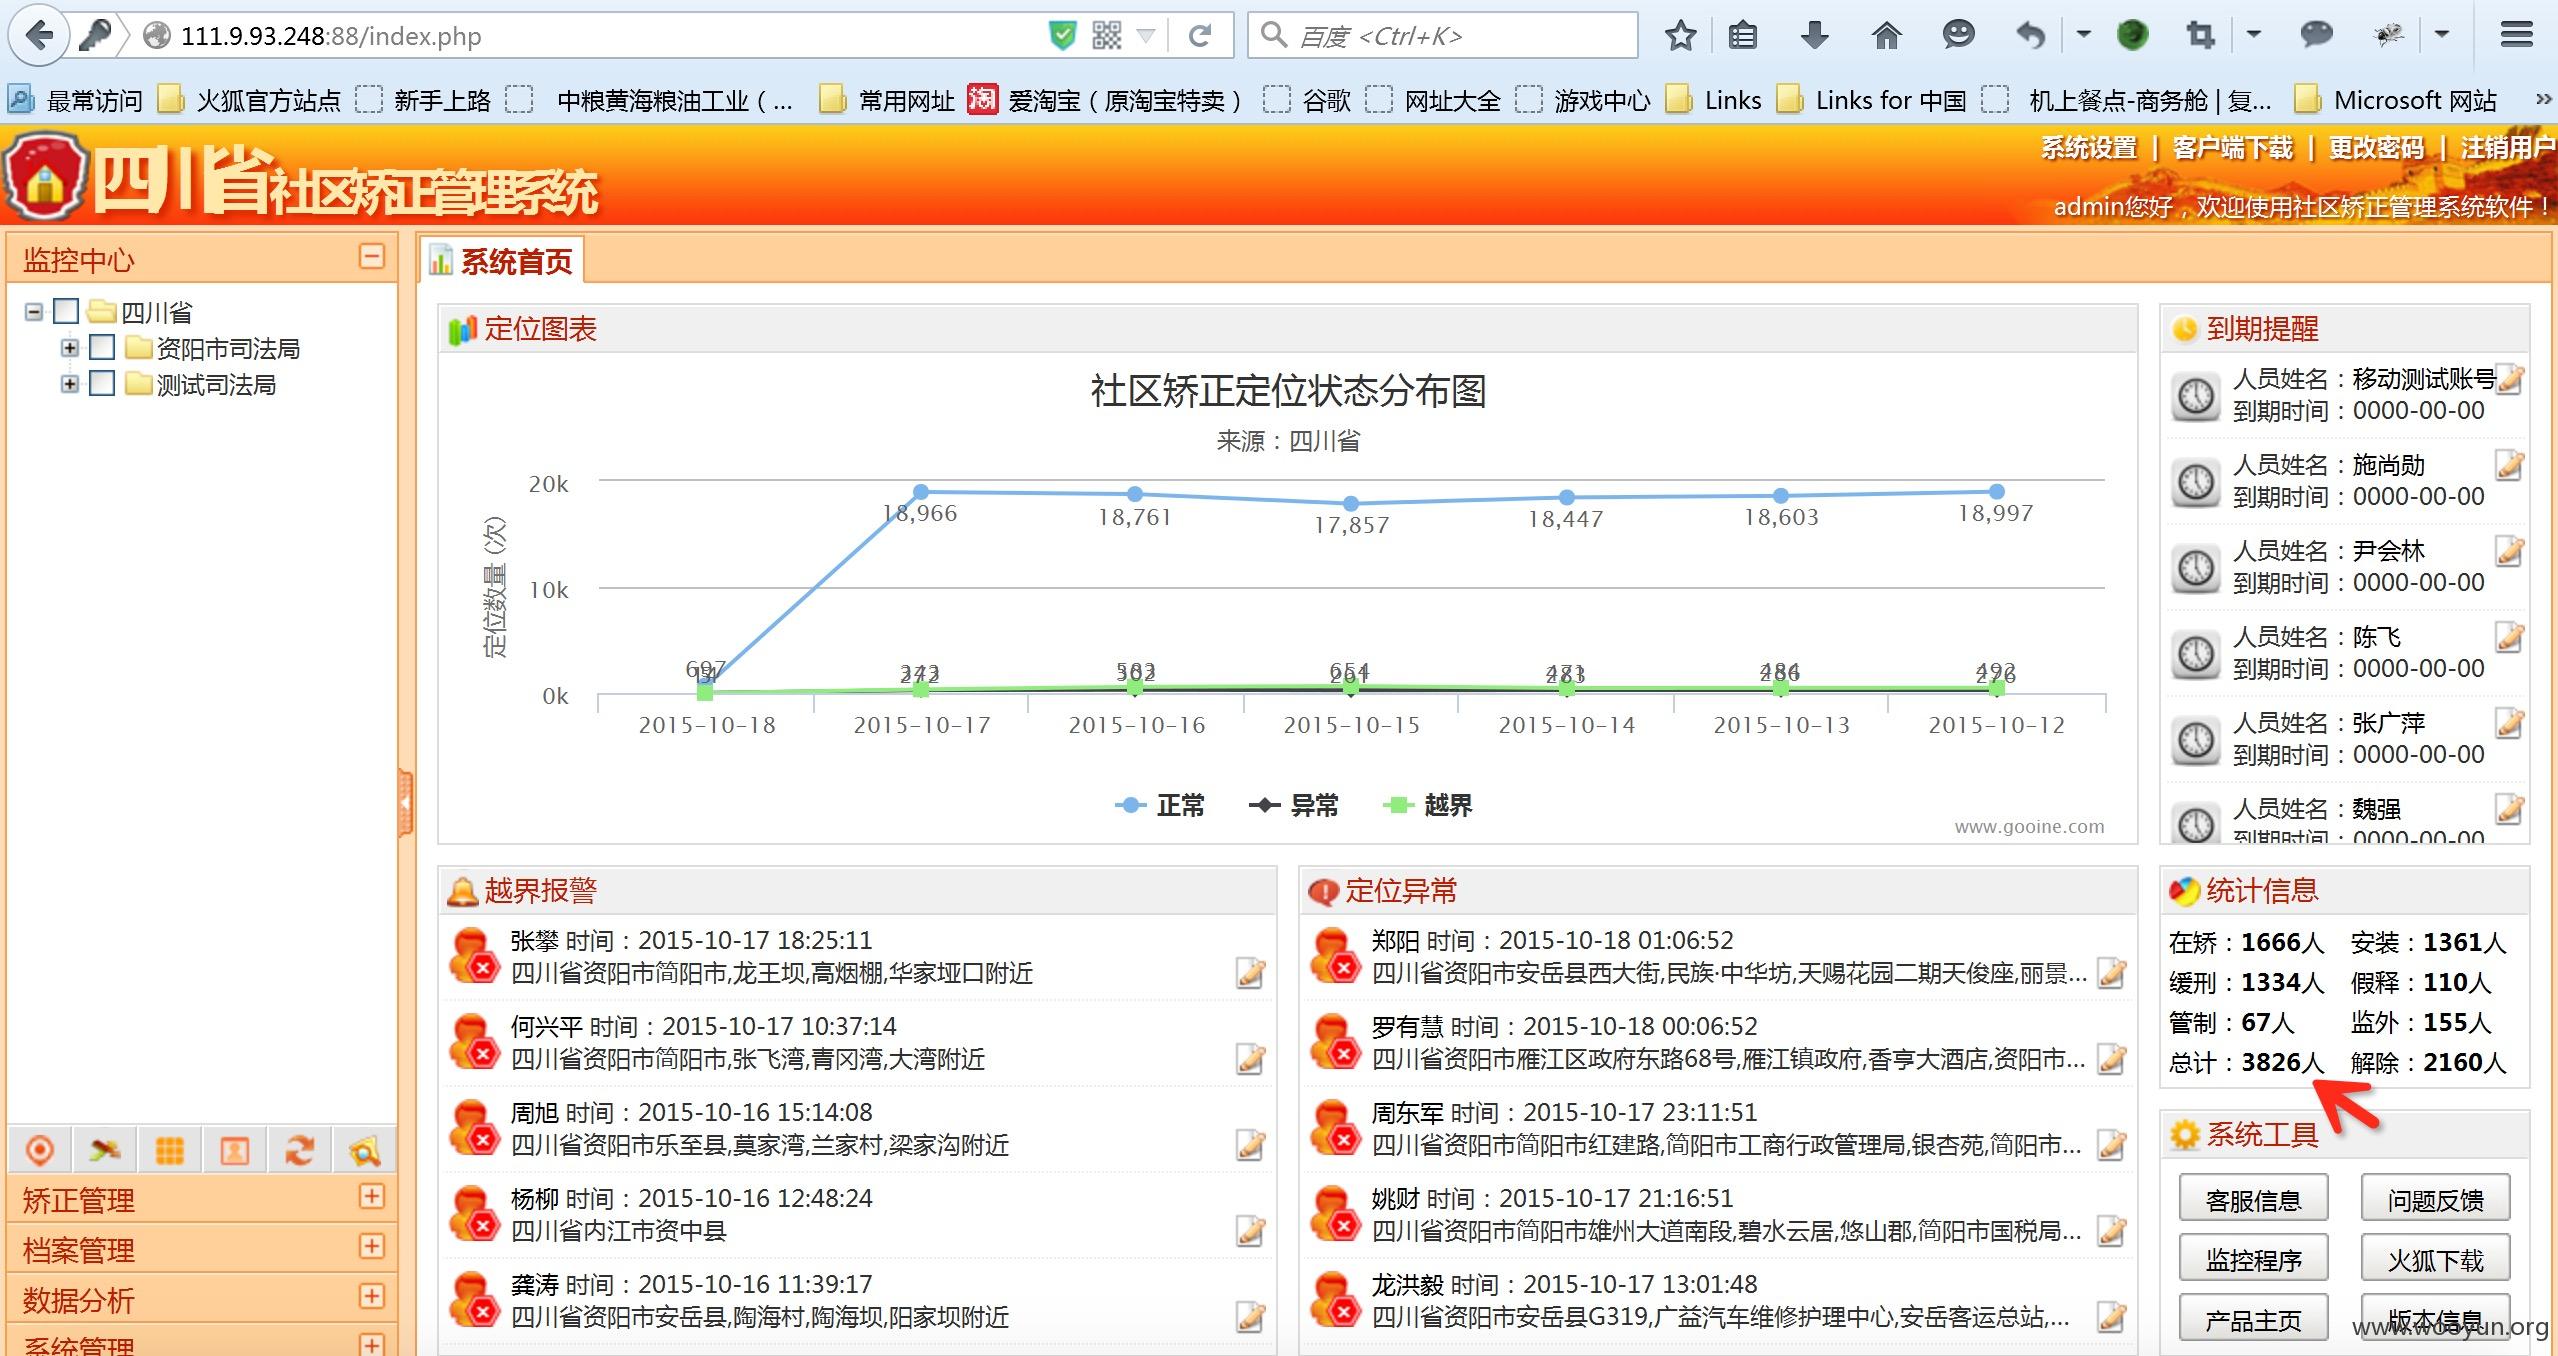 111.9.93.248:88/index.php
百度 <Ctrl+K>
最常访问 火狐官方站点 新手上路 中粮黄海粮油工业（... 常用网址 淘 爱淘宝（原淘宝特卖） 谷歌 网址大全 游戏中心 Links Links for 中国 机上餐点-商务舱 | 复... Microsoft 网站 »
四川省社区矫正管理系统
系统设置 | 客户端下载 | 更改密码 | 注销用户
admin您好，欢迎使用社区矫正管理系统软件！
监控中心
四川省
资阳市司法局
测试司法局
矫正管理
档案管理
数据分析
系统管理
系统首页
定位图表
社区矫正定位状态分布图
来源：四川省
定位数量 (次)
20k
10k
0k
18,966 18,761 17,857 18,447 18,603 18,997
697
2015-10-18 2015-10-17 2015-10-16 2015-10-15 2015-10-14 2015-10-13 2015-10-12
正常 异常 越界
www.gooine.com
到期提醒
人员姓名：移动测试账号
到期时间：0000-00-00
人员姓名：施尚勋
到期时间：0000-00-00
人员姓名：尹会林
到期时间：0000-00-00
人员姓名：陈飞
到期时间：0000-00-00
人员姓名：张广萍
到期时间：0000-00-00
人员姓名：魏强
到期时间：0000-00-00
越界报警
张攀 时间：2015-10-17 18:25:11
四川省资阳市简阳市,龙王坝,高烟棚,华家垭口附近
何兴平 时间：2015-10-17 10:37:14
四川省资阳市简阳市,张飞湾,青冈湾,大湾附近
周旭 时间：2015-10-16 15:14:08
四川省资阳市乐至县,莫家湾,兰家村,梁家沟附近
杨柳 时间：2015-10-16 12:48:24
四川省内江市资中县
龚涛 时间：2015-10-16 11:39:17
四川省资阳市安岳县,陶海村,陶海坝,阳家坝附近
定位异常
郑阳 时间：2015-10-18 01:06:52
四川省资阳市安岳县西大街,民族·中华坊,天赐花园二期天俊座,丽景...
罗有慧 时间：2015-10-18 00:06:52
四川省资阳市雁江区政府东路68号,雁江镇政府,香亨大酒店,资阳市...
周东军 时间：2015-10-17 23:11:51
四川省资阳市简阳市红建路,简阳市工商行政管理局,银杏苑,简阳市...
姚财 时间：2015-10-17 21:16:51
四川省资阳市简阳市雄州大道南段,碧水云居,悠山郡,简阳市国税局...
龙洪毅 时间：2015-10-17 13:01:48
四川省资阳市安岳县G319,广益汽车维修护理中心,安岳客运总站,...
统计信息
在矫：1666人 安装：1361人
缓刑：1334人 假释：110人
管制：67人 监外：155人
总计：3826人 解除：2160人
系统工具
客服信息 问题反馈
监控程序 火狐下载
产品主页 版本信息
www.wooyun.org